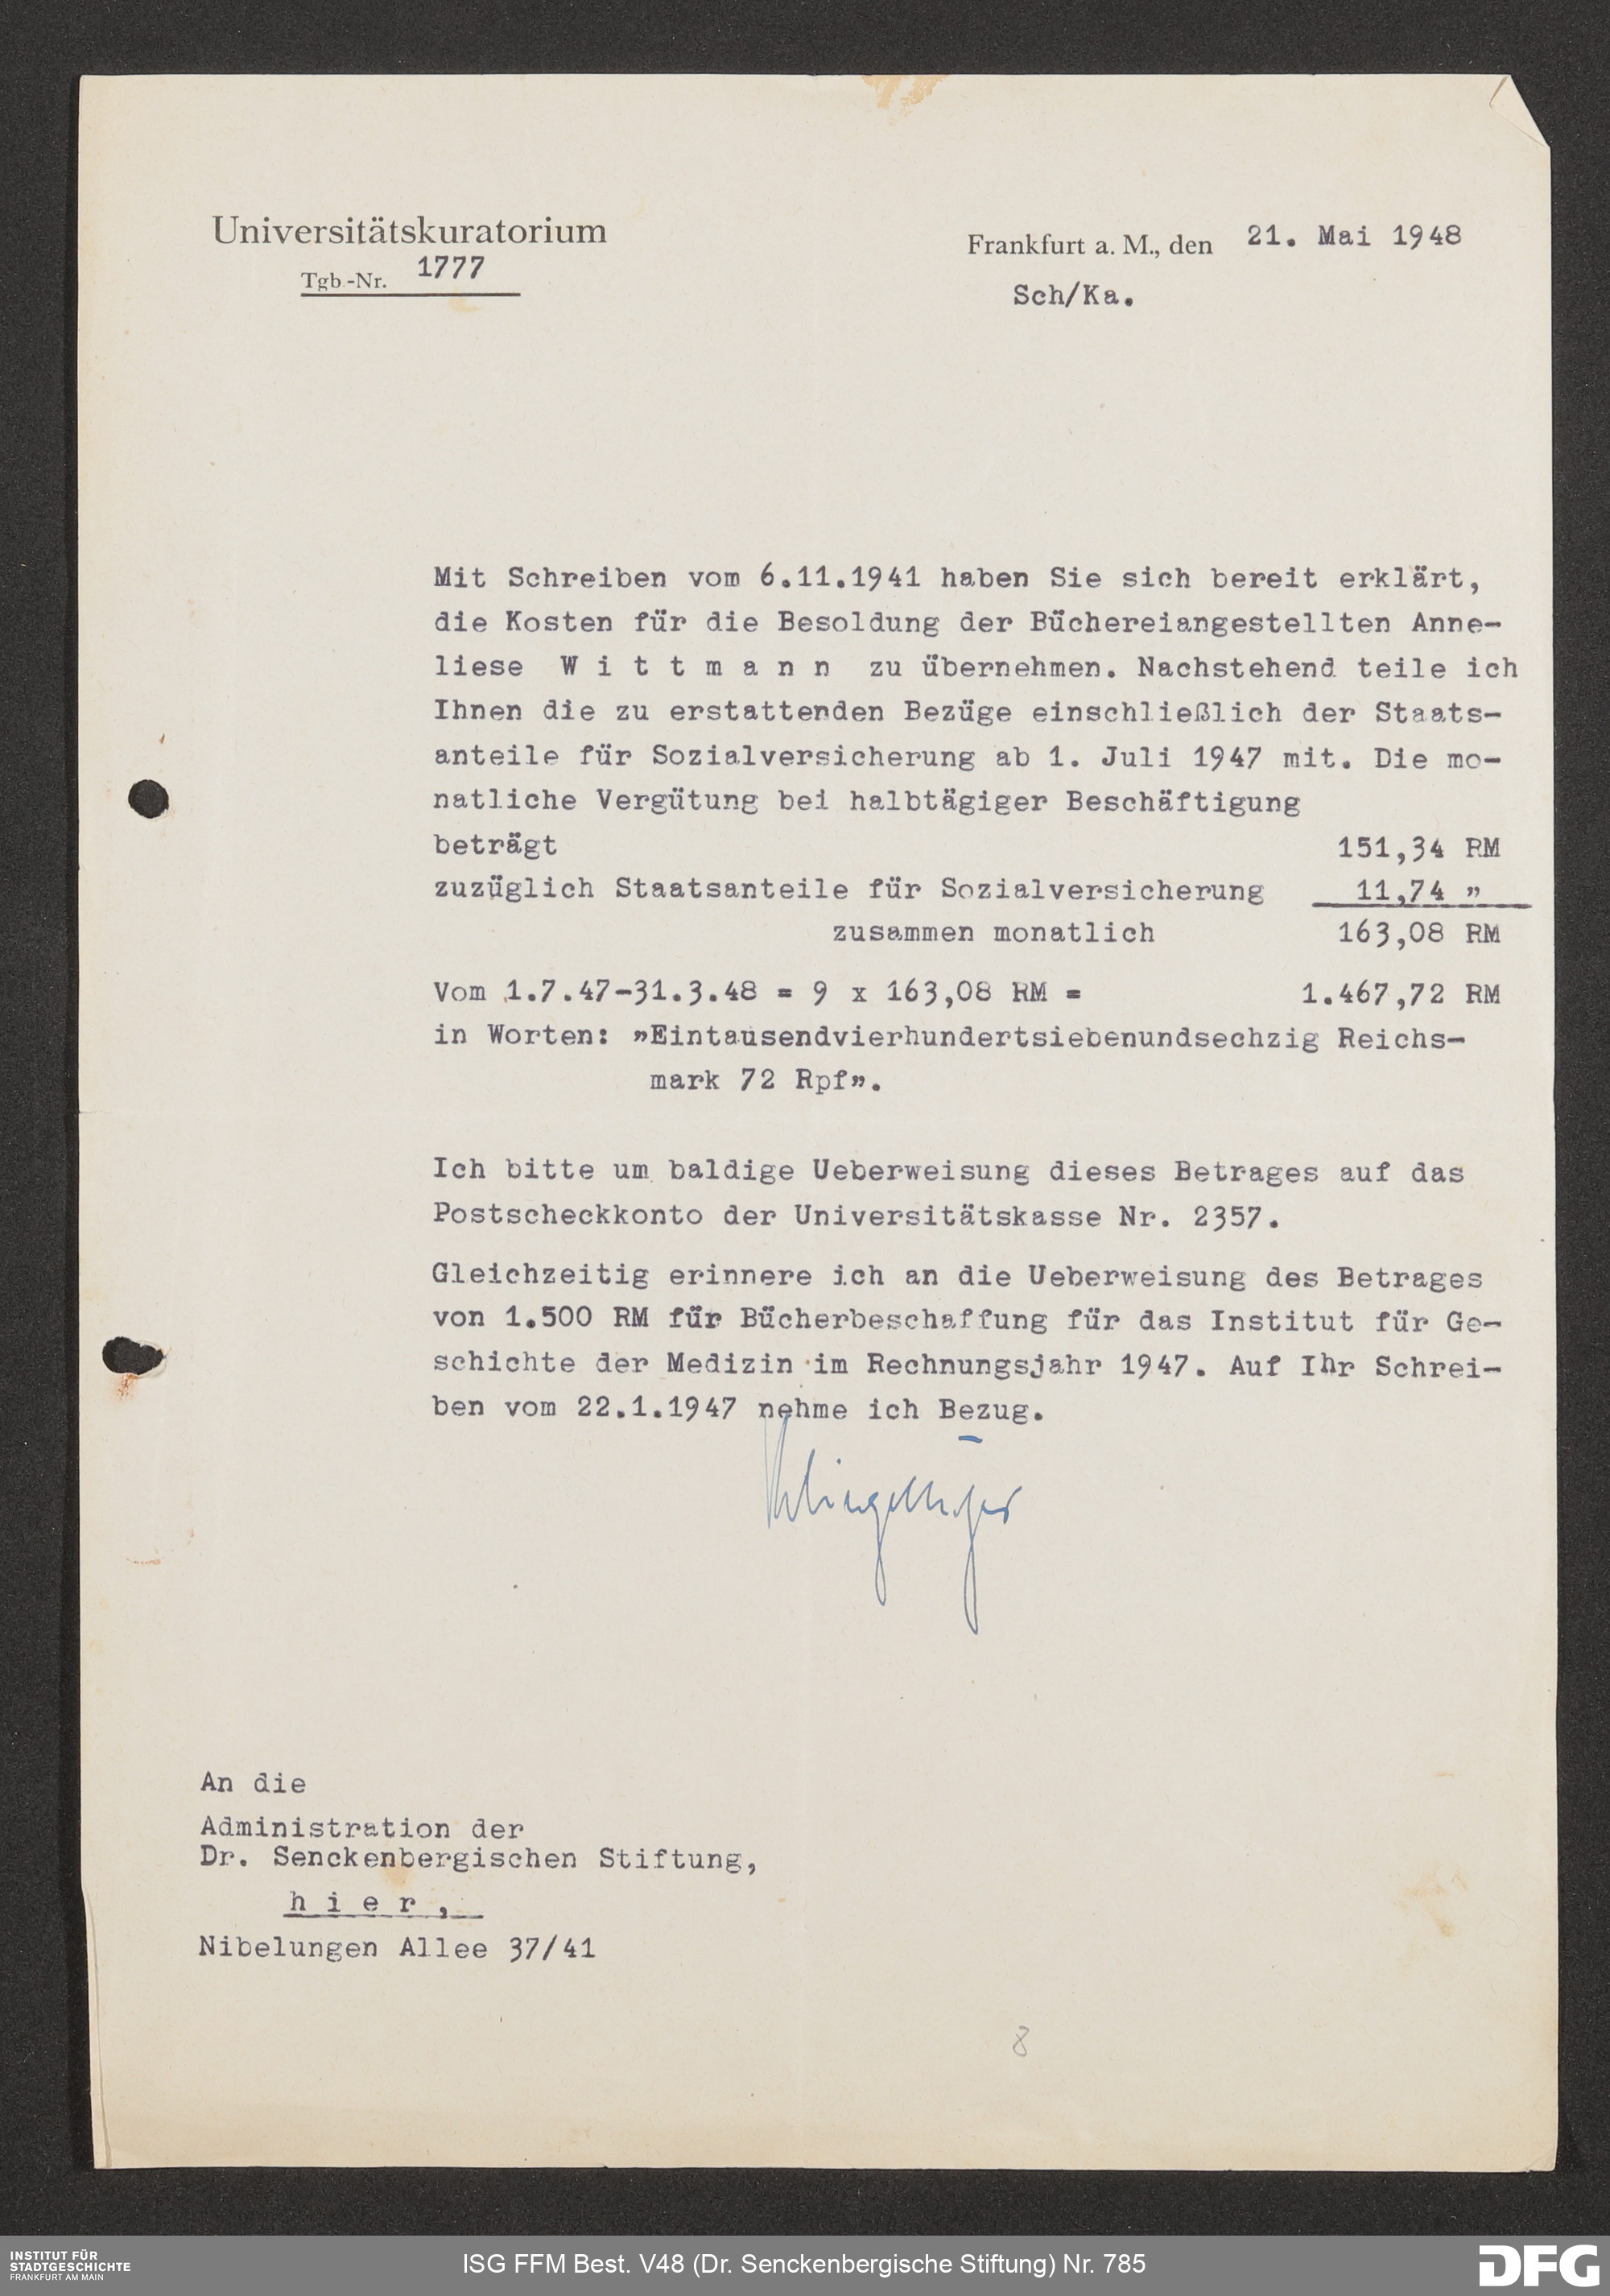 Universitätskuratorium
Tgb.-Nr. 1777
Frankfurt a. M., den 21. Mai 1948
Sch/Ka.
Mit Schreiben vom 6.11.1941 haben Sie sich bereit erklärt,
die Kosten für die Besoldung der Büchereiangestellten Anne-
liese W i t t m a n n zu übernehmen. Nachstehend teile ich
Ihnen die zu erstattenden Bezüge einschließlich der Staats-
anteile für Sozialversicherung ab 1. Juli 1947 mit. Die mo-
natliche Vergütung bei halbtägiger Beschäftigung
beträgt 151,34 RM
zuzüglich Staatsanteile für Sozialversicherung 11,74 "
zusammen monatlich 163,08 RM
Vom 1.7.47-31.3.48 = 9 x 163,08 RM = 1.467,72 RM
in Worten: "Eintausendvierhundertsiebenundsechzig Reichs-
mark 72 Rpf".
Ich bitte um baldige Ueberweisung dieses Betrages auf das
Postscheckkonto der Universitätskasse Nr. 2357.
Gleichzeitig erinnere ich an die Ueberweisung des Betrages
von 1.500 RM für Bücherbeschaffung für das Institut für Ge-
schichte der Medizin im Rechnungsjahr 1947. Auf Ihr Schrei-
ben vom 22.1.1947 nehme ich Bezug.
An die
Administration der
Dr. Senckenbergischen Stiftung,
h i e r ,
Nibelungen Allee 37/41
8
INSTITUT FÜR
STADTGESCHICHTE
FRANKFURT AM MAIN
ISG FFM Best. V48 (Dr. Senckenbergische Stiftung) Nr. 785
DFG